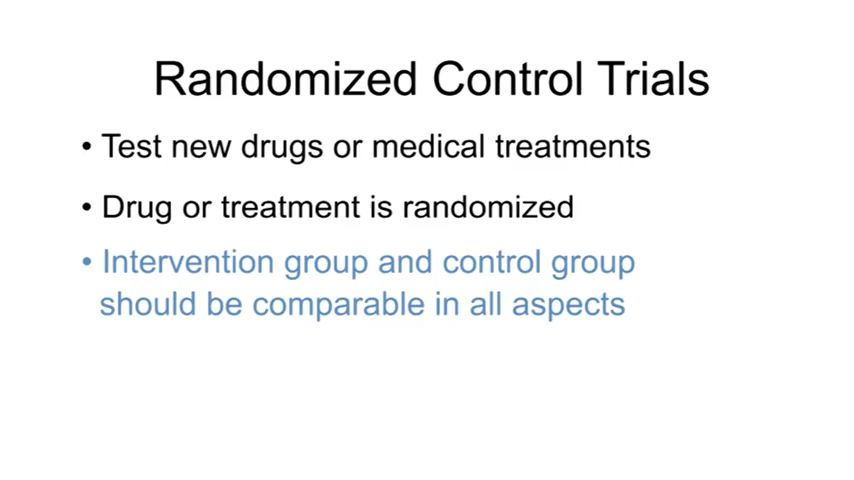 Randomized Control Trials
• Test new drugs or medical treatments
• Drug or treatment is randomized
• Intervention group and control group
should be comparable in all aspects